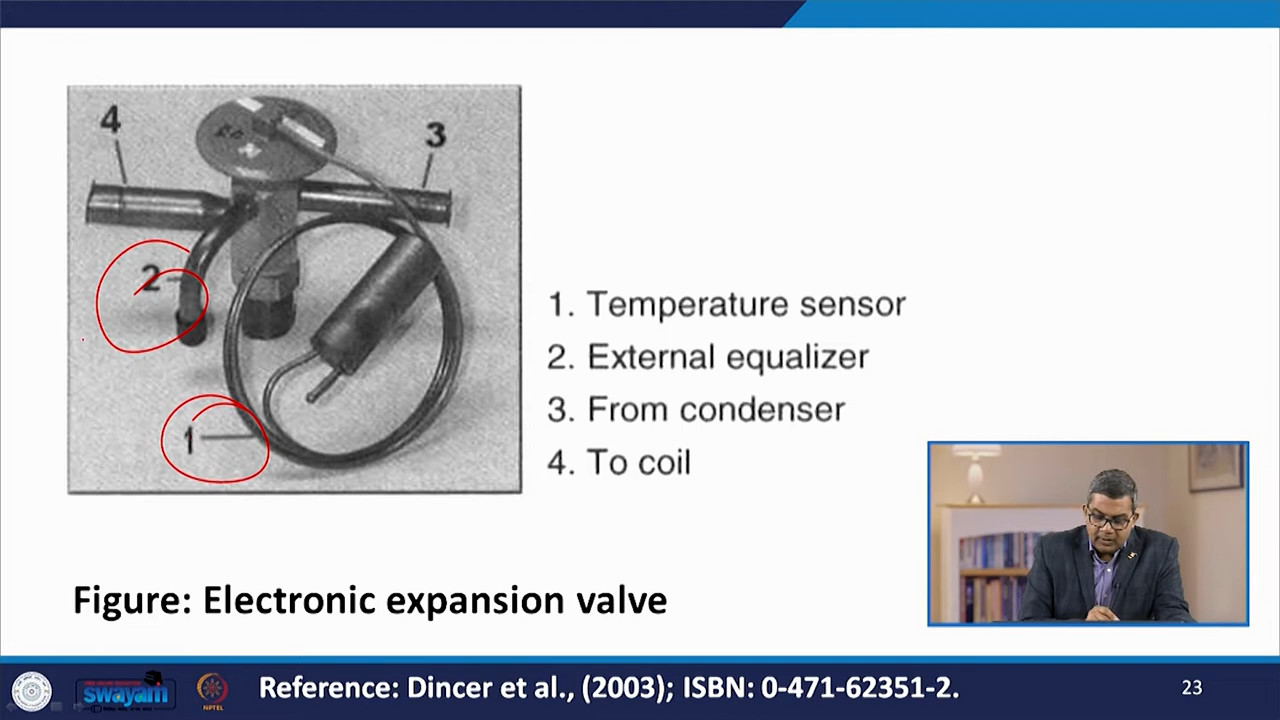 4
3
2
1
1. Temperature sensor
2. External equalizer
3. From condenser
4. To coil
Figure: Electronic expansion valve
swayam
NPTEL
Reference: Dincer et al., (2003); ISBN: 0-471-62351-2.
23